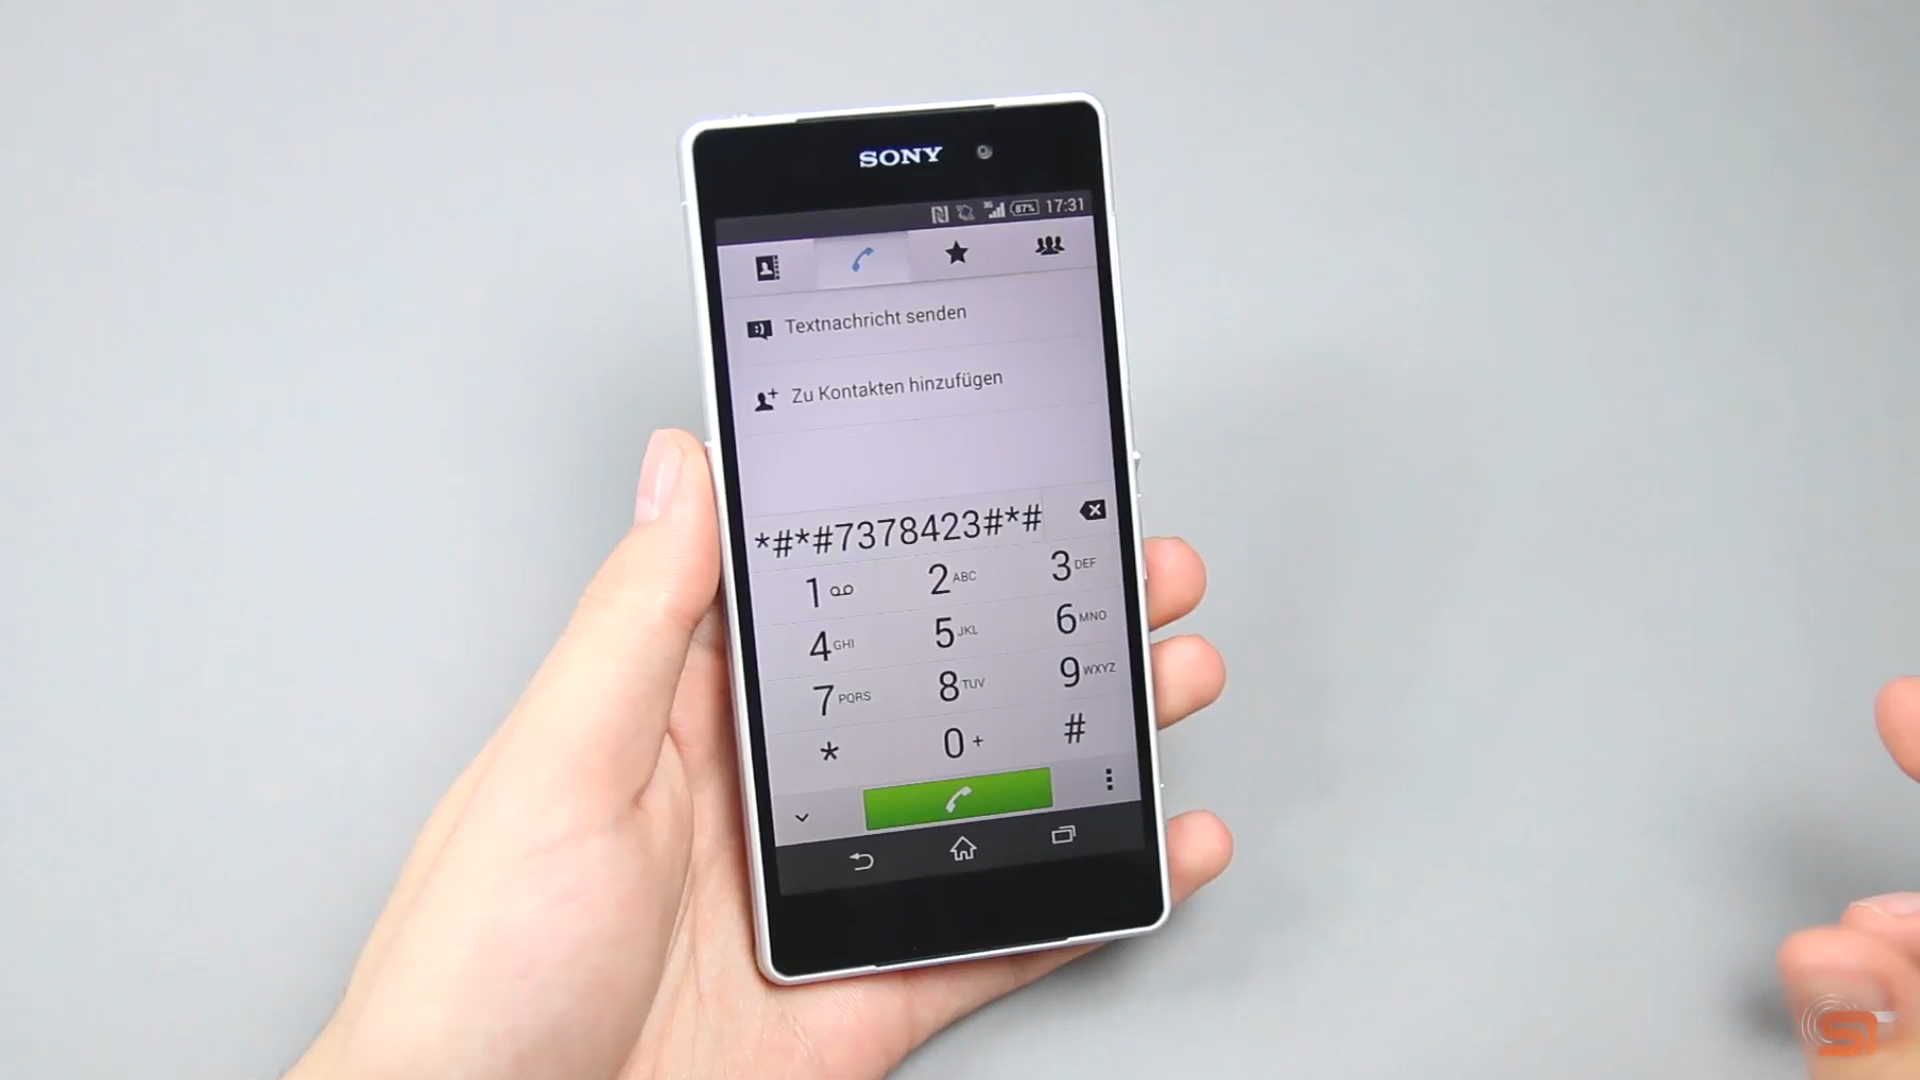 SONY
87% 17:31
Textnachricht senden
Zu Kontakten hinzufügen
*#*#7378423#*#
1 2 ABC 3 DEF
4 GHI 5 JKL 6 MNO
7 PQRS 8 TUV 9 WXYZ
* 0 + #